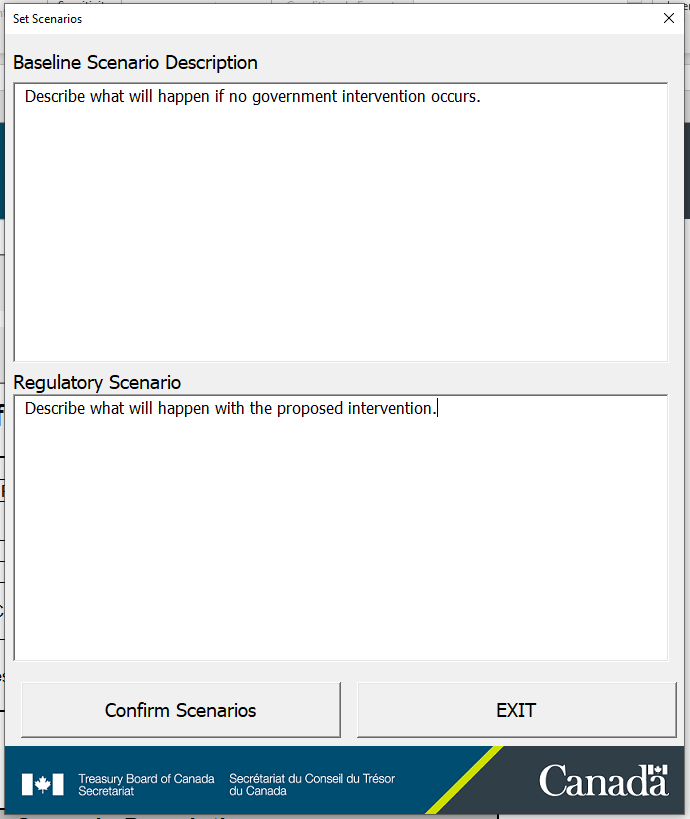 Set Scenarios
Baseline Scenario Description
Describe what will happen if no government intervention occurs.
Regulatory Scenario
Describe what will happen with the proposed intervention.
Confirm Scenarios
EXIT
Treasury Board of Canada
Secretariat
Secrétariat du Conseil du Trésor
du Canada
Canada